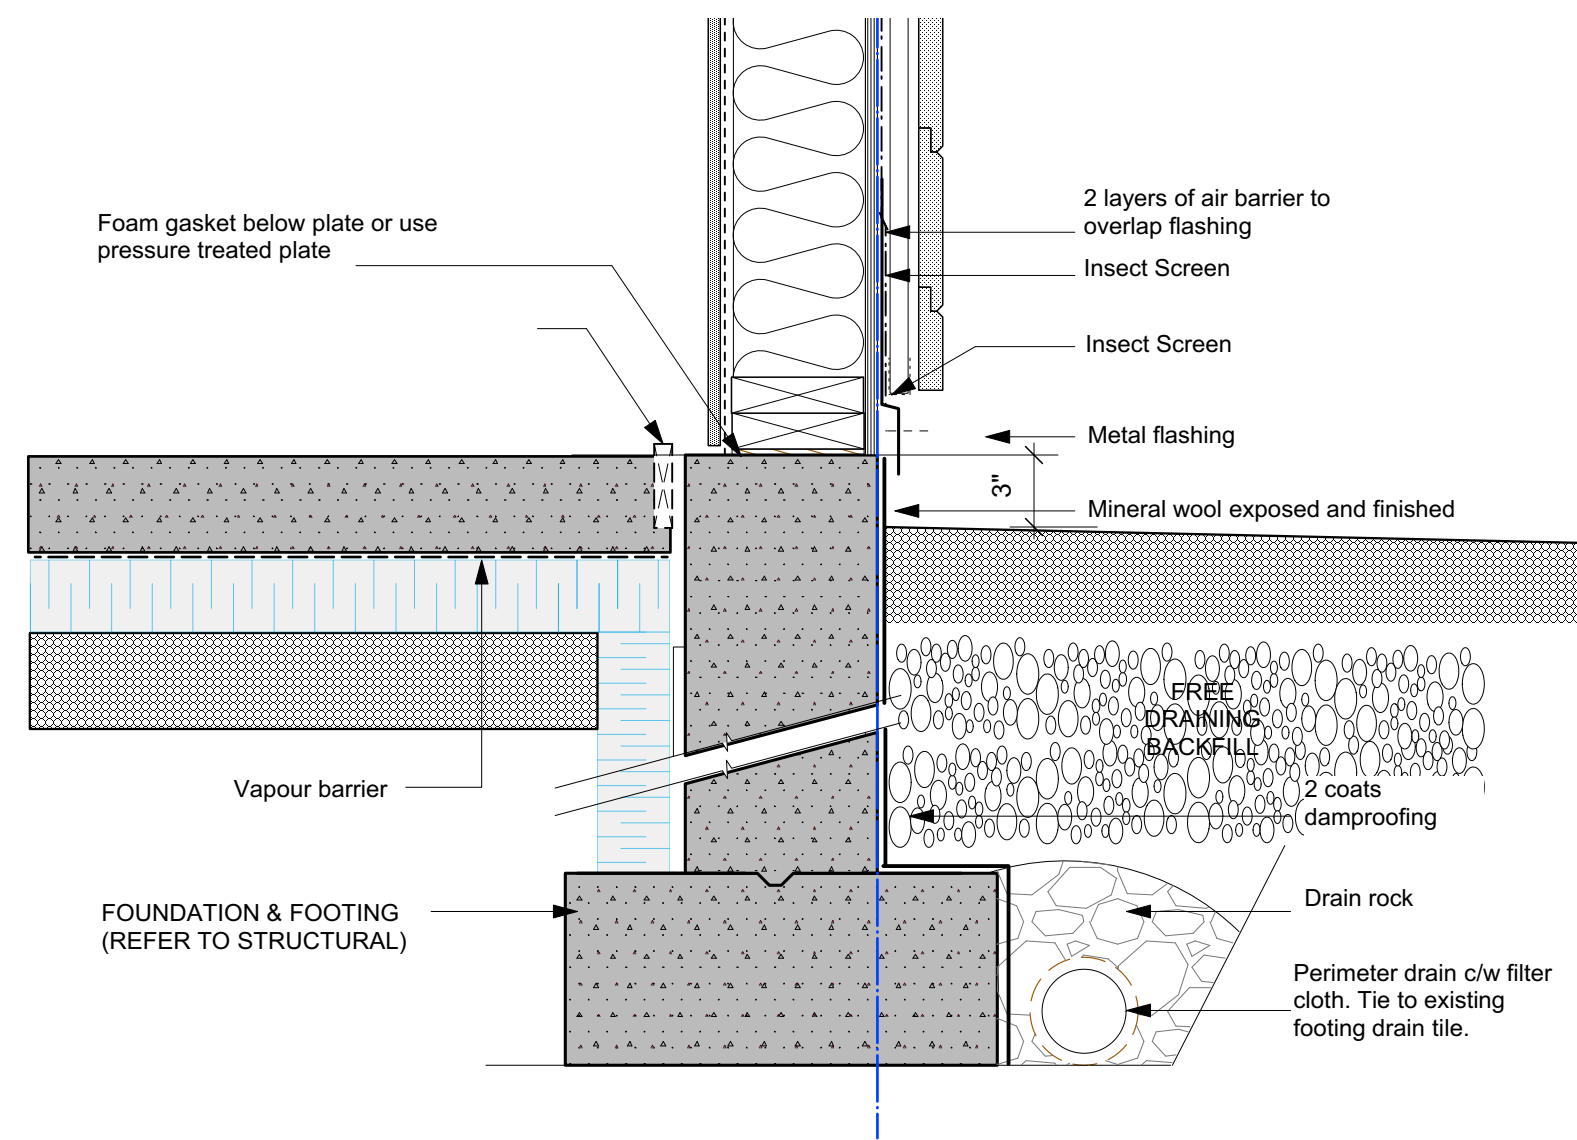 2 layers of air barrier to
overlap flashing
Foam gasket below plate or use
pressure treated plate
Insect Screen
Insect Screen
Metal flashing
3"
Mineral wool exposed and finished
FREE
DRAINING
BACKFILL
Vapour barrier
2 coats
damproofing
FOUNDATION & FOOTING
(REFER TO STRUCTURAL)
Drain rock
Perimeter drain c/w filter
cloth. Tie to existing
footing drain tile.